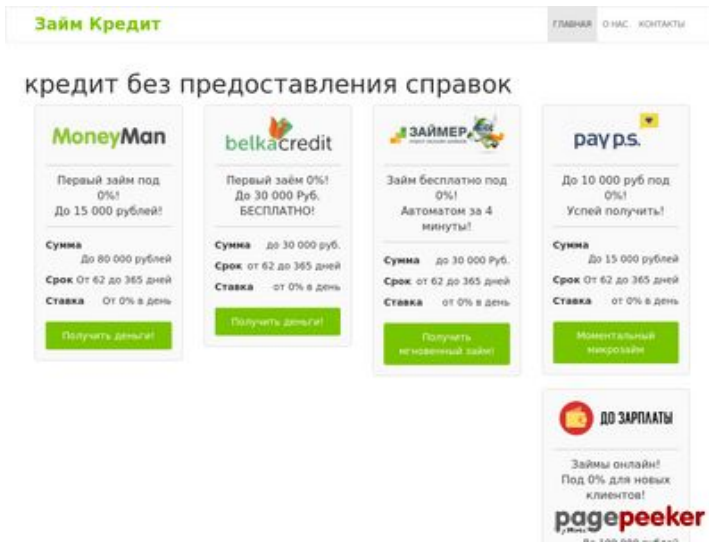 Займ Кредит
ГЛАВНАЯ О НАС КОНТАКТЫ
кредит без предоставления справок
MoneyMan
Первый займ под
0%!
До 15 000 рублей!
Сумма
До 80 000 рублей
Срок От 62 до 365 дней
Ставка От 0% в день
Получить деньги!
belkacredit
Первый заём 0%!
До 30 000 Руб.
БЕСПЛАТНО!
Сумма до 30 000 руб.
Срок от 62 до 365 дней
Ставка от 0% в день
Получить деньги!
ЗАЙМЕР
Займ бесплатно под
0%!
Автоматом за 4
минуты!
Сумма до 30 000 Руб.
Срок от 62 до 365 дней
Ставка от 0% в день
Получить
мгновенный займ!
pay p.s.
До 10 000 руб под
0%!
Успей получить!
Сумма
До 15 000 рублей
Срок От 62 до 365 дней
Ставка От 0% в день
Моментальный
микрозайм
ДО ЗАРПЛАТЫ
Займы онлайн!
Под 0% для новых
клиентов!
pagepeeker
До 100 000 рублей